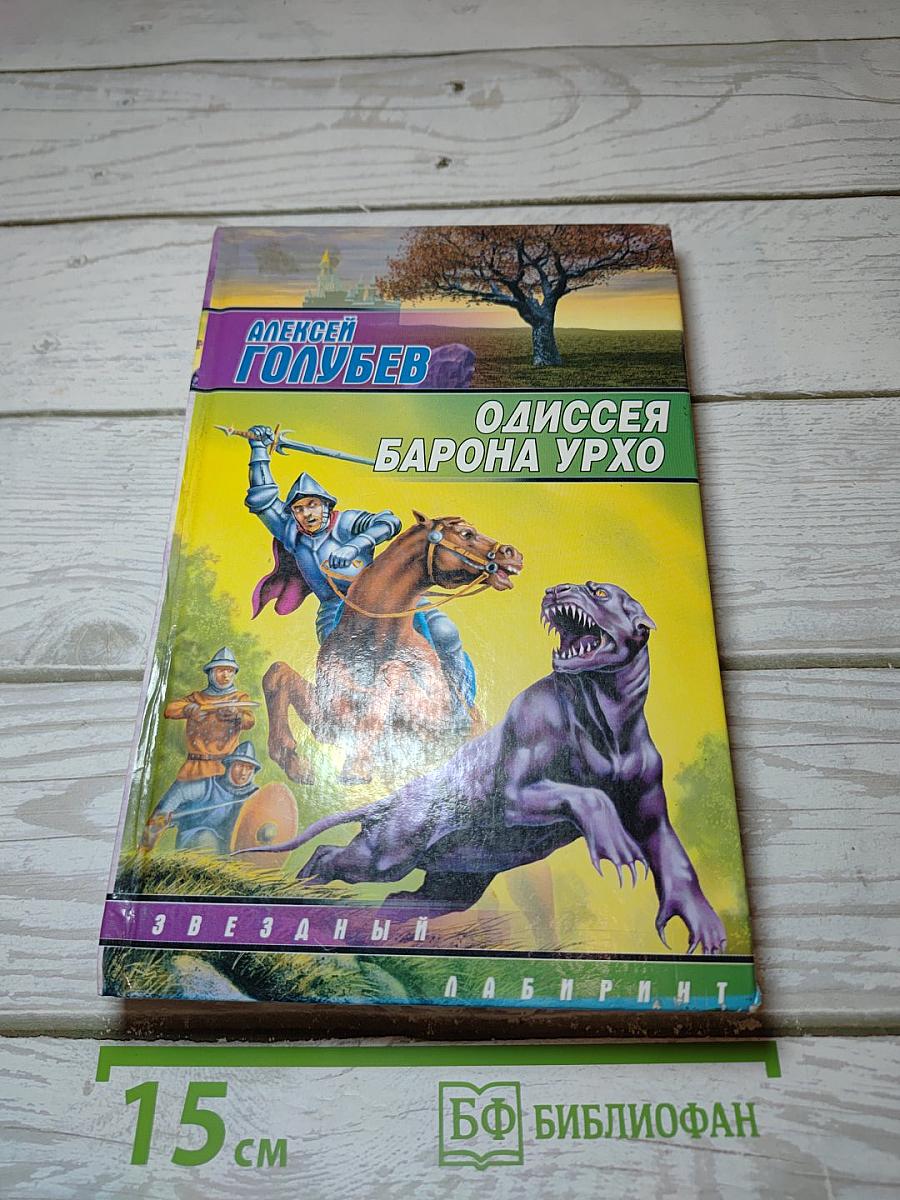 АЛЕКСЕЙ
ГОЛУБЕВ
ОДИССЕЯ
БАРОНА УРХО
ЗВЕЗДНЫЙ
ЛАБИРИНТ
15 см
БФ БИБЛИОФАН